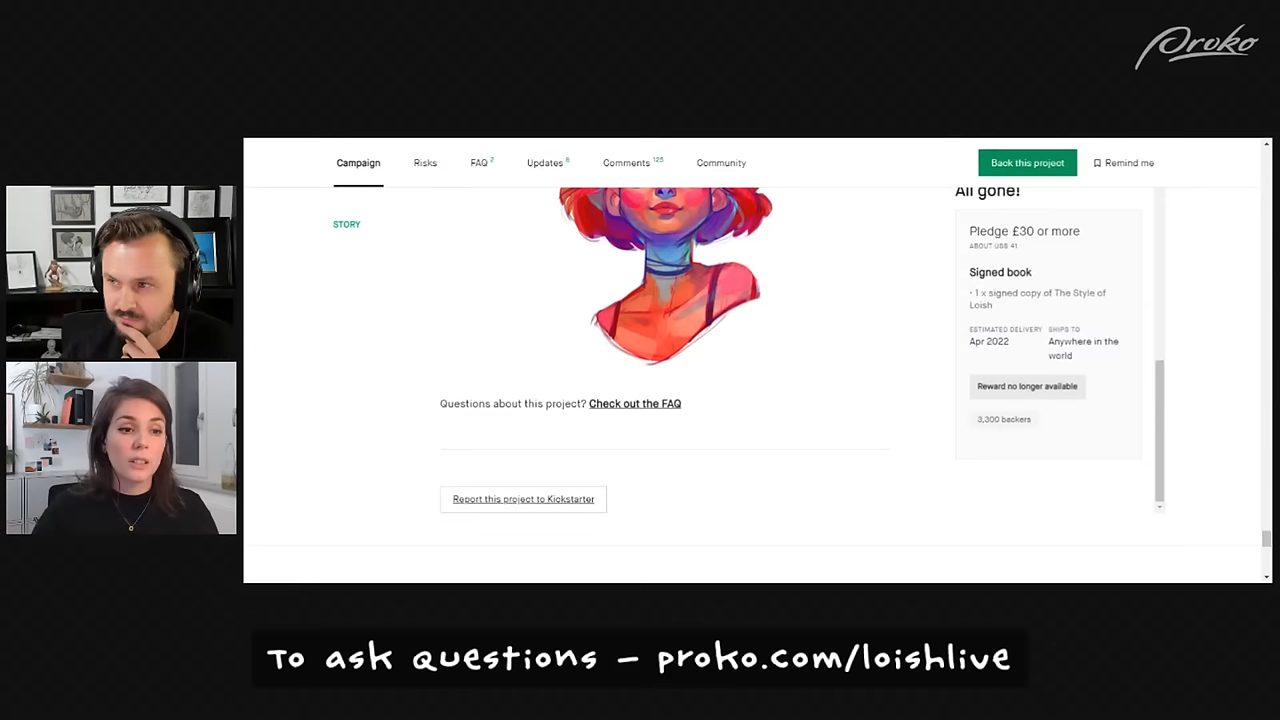 Proko
Campaign
Risks
FAQ 2
Updates 6
Comments 125
Community
Back this project
Remind me
STORY
All gone!
Pledge £30 or more
ABOUT US$ 41
Signed book
• 1 x signed copy of The Style of
Loish
ESTIMATED DELIVERY
Apr 2022
SHIPS TO
Anywhere in the
world
Reward no longer available
3,300 backers
Questions about this project? Check out the FAQ
Report this project to Kickstarter
To ask questions – proko.com/loishlive